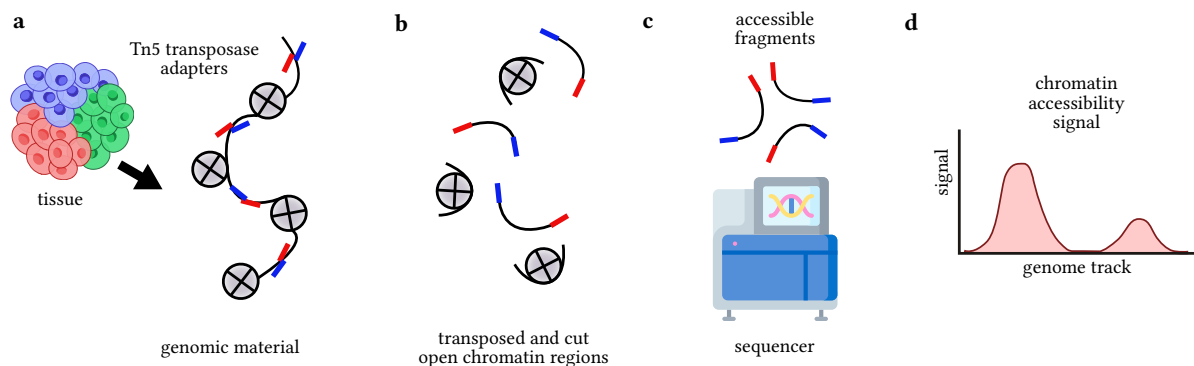 a
Tn5 transposase
adapters
tissue
genomic material
b
transposed and cut
open chromatin regions
c
accessible
fragments
sequencer
d
chromatin
accessibility
signal
signal
genome track